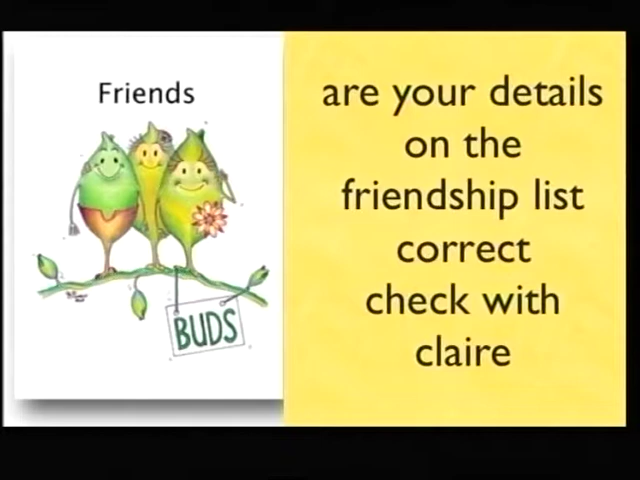 Friends
BUDS
are your details
on the
friendship list
correct
check with
claire